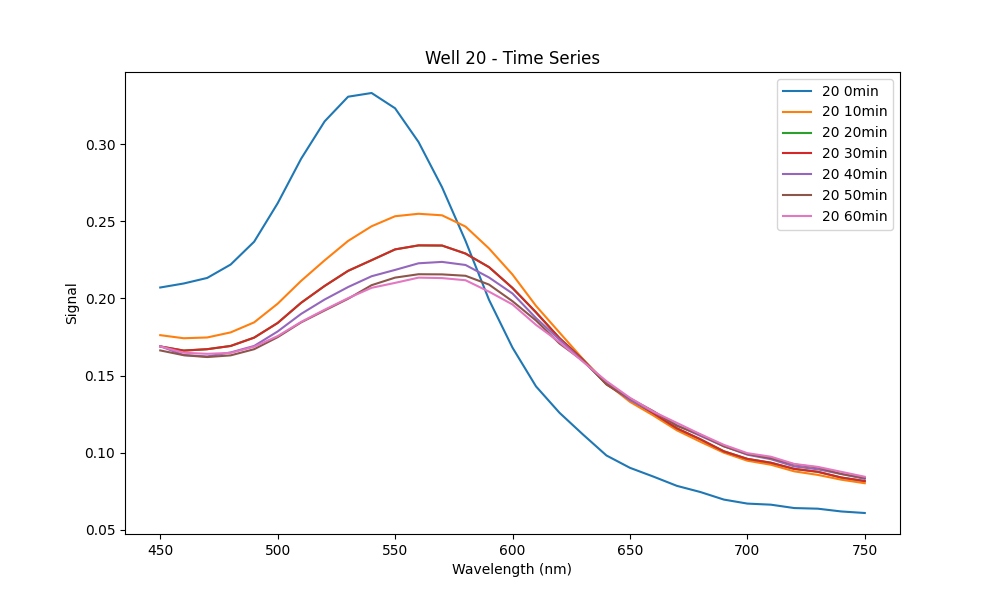 Well 20 - Time Series
Signal
0.30
0.25
0.20
0.15
0.10
0.05
20 0min
20 10min
20 20min
20 30min
20 40min
20 50min
20 60min
450 500 550 600 650 700 750
Wavelength (nm)